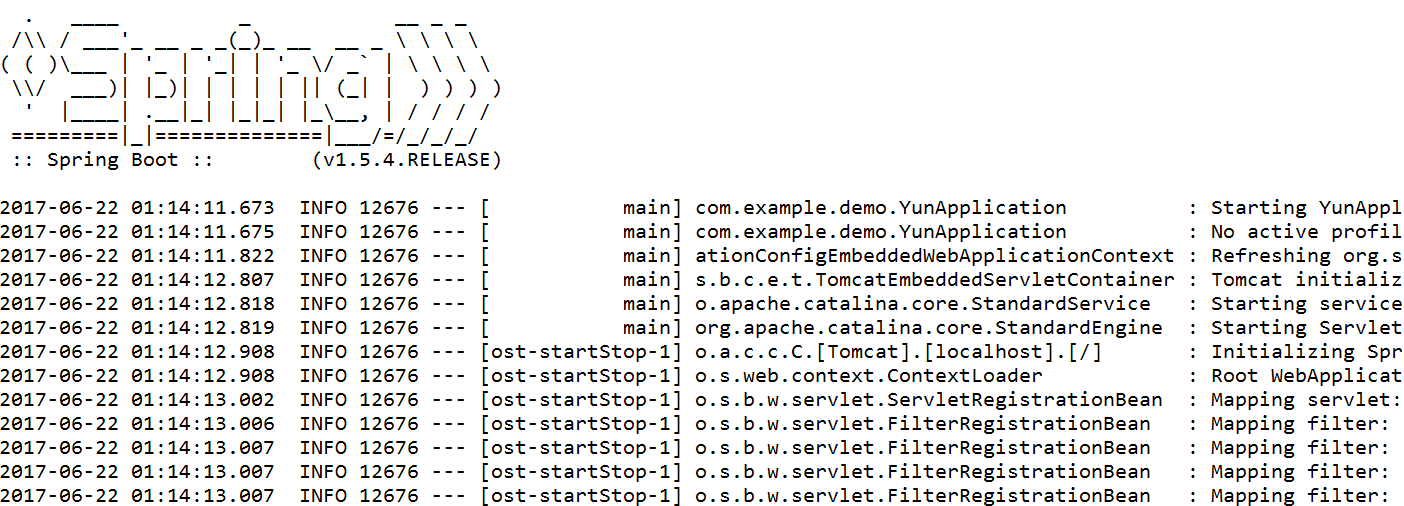 .   ____          _            __ _ _
 /\\ / ___'_ __ _ _(_)_ __  __ _ \ \ \ \
( ( )\___ | '_ | '_| | '_ \/ _` | \ \ \ \
 \\/  ___)| |_)| | | | | || (_| |  ) ) ) )
  '  |____| .__|_| |_|_| |_\__, | / / / /
 =========|_|==============|___/=/_/_/_/
 :: Spring Boot ::        (v1.5.4.RELEASE)

2017-06-22 01:14:11.673  INFO 12676 --- [           main] com.example.demo.YunApplication          : Starting YunAppl
2017-06-22 01:14:11.675  INFO 12676 --- [           main] com.example.demo.YunApplication          : No active profil
2017-06-22 01:14:11.822  INFO 12676 --- [           main] ationConfigEmbeddedWebApplicationContext : Refreshing org.s
2017-06-22 01:14:12.807  INFO 12676 --- [           main] s.b.c.e.t.TomcatEmbeddedServletContainer : Tomcat initializ
2017-06-22 01:14:12.818  INFO 12676 --- [           main] o.apache.catalina.core.StandardService   : Starting service
2017-06-22 01:14:12.819  INFO 12676 --- [           main] org.apache.catalina.core.StandardEngine  : Starting Servlet
2017-06-22 01:14:12.908  INFO 12676 --- [ost-startStop-1] o.a.c.c.C.[Tomcat].[localhost].[/]       : Initializing Spr
2017-06-22 01:14:12.908  INFO 12676 --- [ost-startStop-1] o.s.web.context.ContextLoader            : Root WebApplicat
2017-06-22 01:14:13.002  INFO 12676 --- [ost-startStop-1] o.s.b.w.servlet.ServletRegistrationBean  : Mapping servlet:
2017-06-22 01:14:13.006  INFO 12676 --- [ost-startStop-1] o.s.b.w.servlet.FilterRegistrationBean   : Mapping filter:
2017-06-22 01:14:13.007  INFO 12676 --- [ost-startStop-1] o.s.b.w.servlet.FilterRegistrationBean   : Mapping filter:
2017-06-22 01:14:13.007  INFO 12676 --- [ost-startStop-1] o.s.b.w.servlet.FilterRegistrationBean   : Mapping filter:
2017-06-22 01:14:13.007  INFO 12676 --- [ost-startStop-1] o.s.b.w.servlet.FilterRegistrationBean   : Mapping filter: